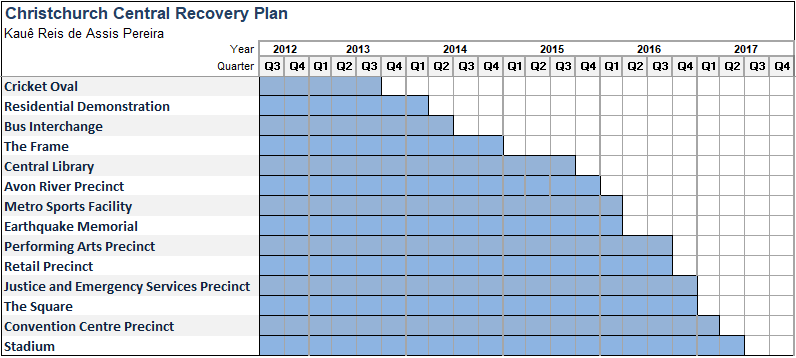 Christchurch Central Recovery Plan
Kauê Reis de Assis Pereira
Year 2012 2013 2014 2015 2016 2017
Quarter Q3 Q4 Q1 Q2 Q3 Q4 Q1 Q2 Q3 Q4 Q1 Q2 Q3 Q4 Q1 Q2 Q3 Q4 Q1 Q2 Q3 Q4
Cricket Oval
Residential Demonstration
Bus Interchange
The Frame
Central Library
Avon River Precinct
Metro Sports Facility
Earthquake Memorial
Performing Arts Precinct
Retail Precinct
Justice and Emergency Services Precinct
The Square
Convention Centre Precinct
Stadium